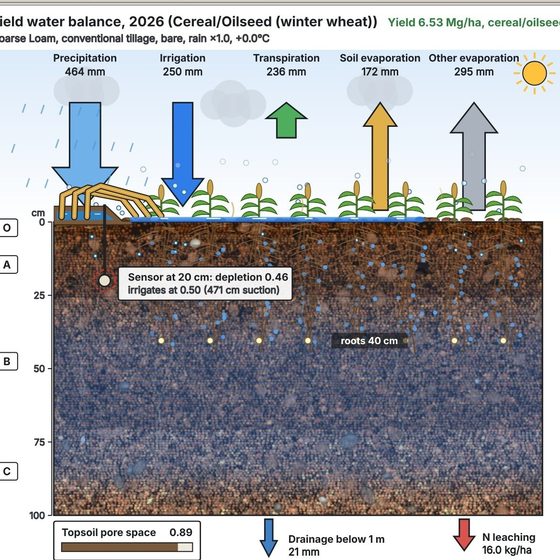 ield water balance, 2026 (Cereal/Oilseed (winter wheat)) Yield 6.53 Mg/ha, cereal/oilsee
oarse Loam, conventional tillage, bare, rain ×1.0, +0.0°C
Precipitation Irrigation Transpiration Soil evaporation Other evaporation
464 mm 250 mm 236 mm 172 mm 295 mm
cm
0
O
A
Sensor at 20 cm: depletion 0.46
irrigates at 0.50 (471 cm suction)
25
roots 40 cm
B
50
75
C
100
Topsoil pore space 0.89
Drainage below 1 m
21 mm
N leaching
16.0 kg/ha